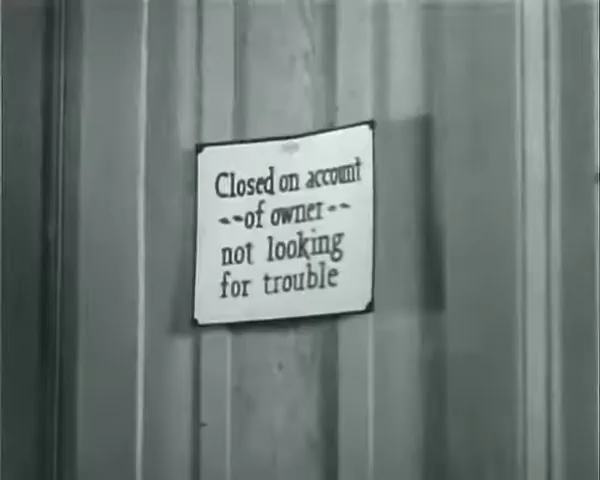 Closed on account
--of owner--
not looking
for trouble